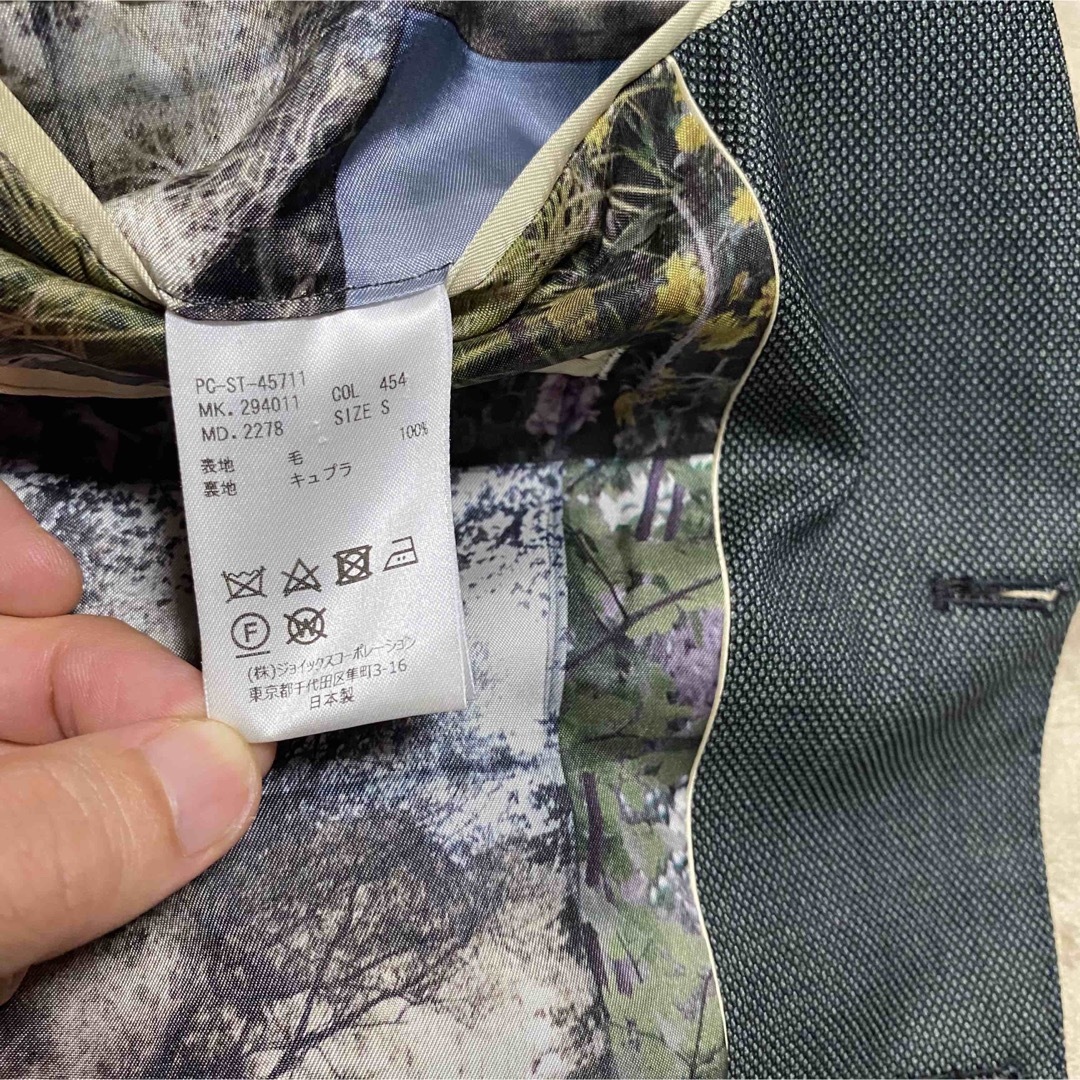 PC-ST-45711 COL 454
MK. 294011 SIZE S
MD. 2278
表地 毛 100%
裏地 キュプラ
F W
(株)ジョイックスコーポレーション
東京都千代田区隼町3-16
日本製